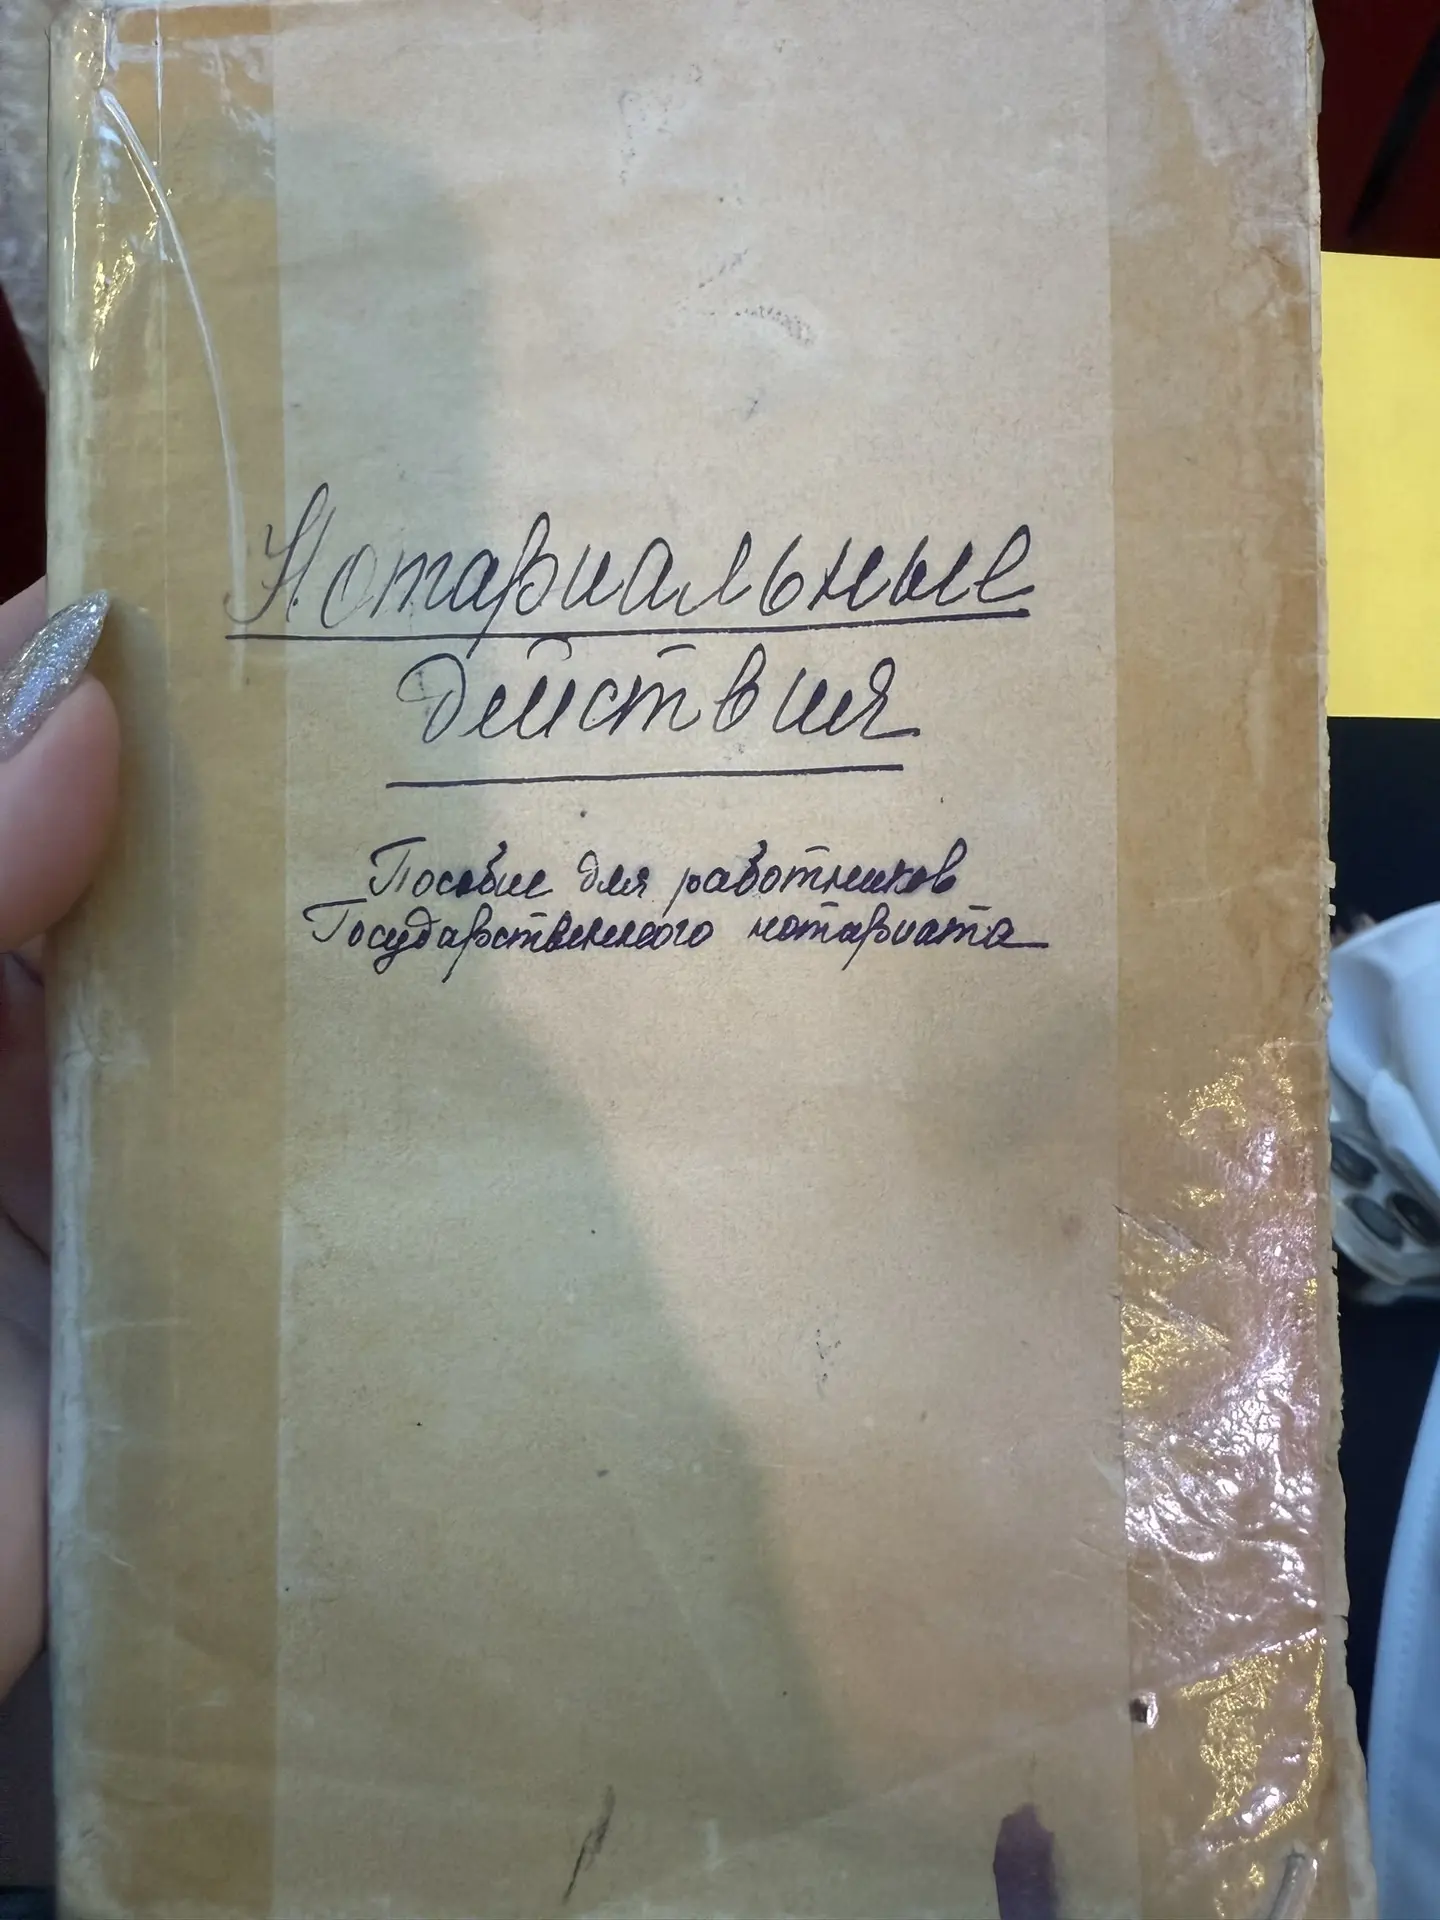 Нотариальные
действия
Пособие для работников
Государственного нотариата